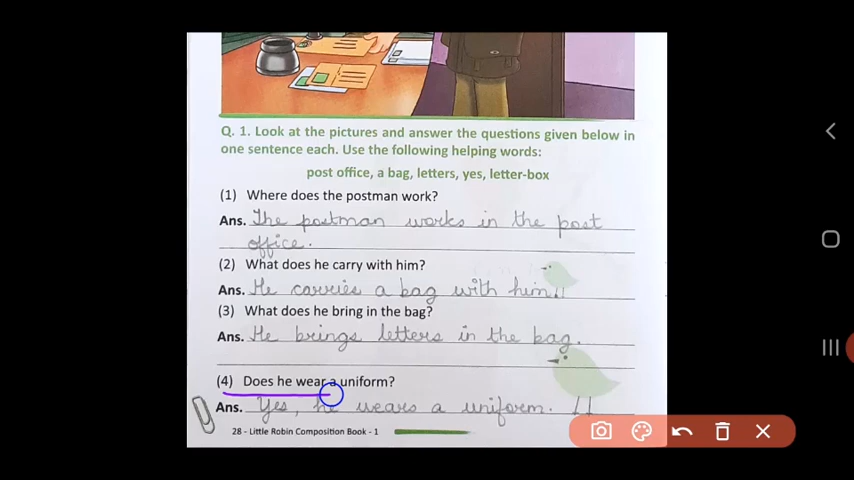 Q. 1. Look at the pictures and answer the questions given below in
one sentence each. Use the following helping words:
post office, a bag, letters, yes, letter-box
(1) Where does the postman work?
Ans. The postman works in the post
office.
(2) What does he carry with him?
Ans. He carries a bag with him.
(3) What does he bring in the bag?
Ans. He brings letters in the bag.
(4) Does he wear a uniform?
Ans. Yes, he wears a uniform.
28 - Little Robin Composition Book - 1